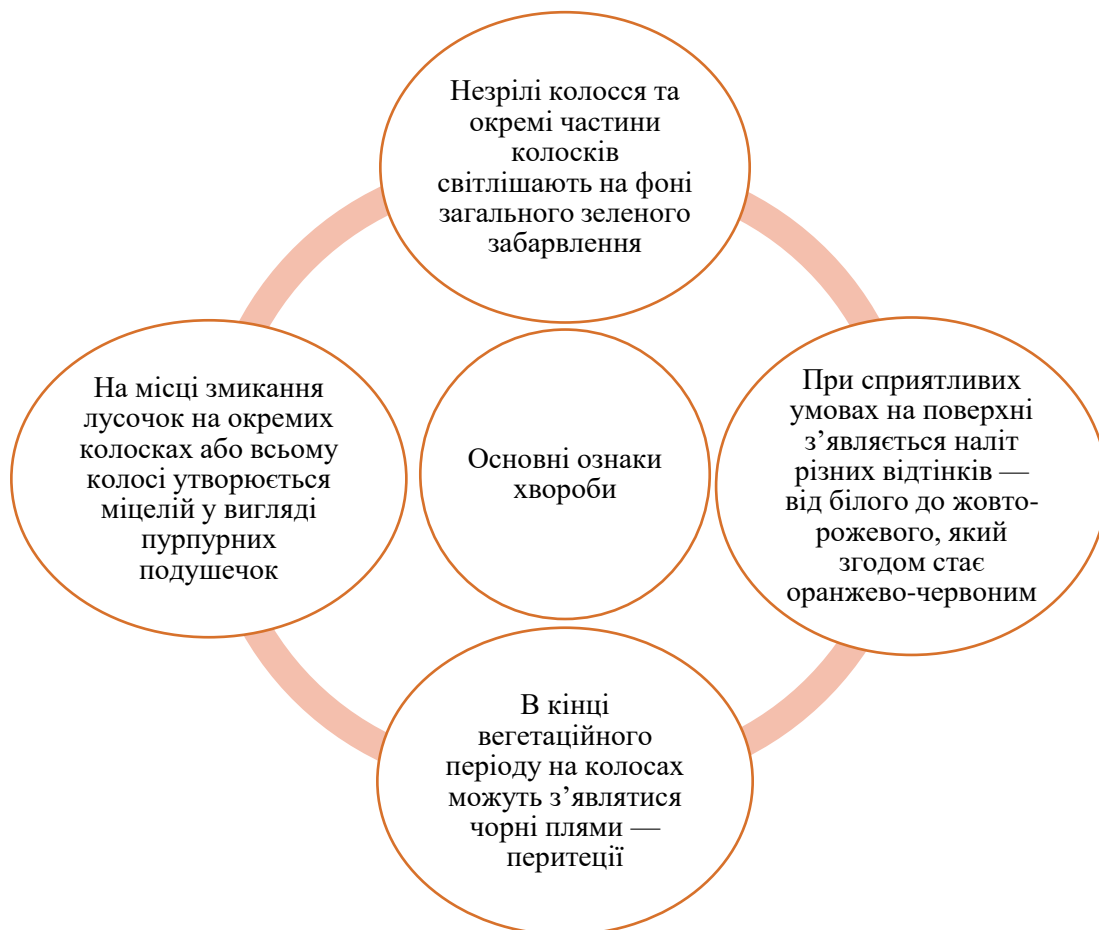 Незрілі колосся та
окремі частини
колосків
світлішають на фоні
загального зеленого
забарвлення
На місці змикання
лусочок на окремих
колосках або всьому
колосі утворюється
міцелій у вигляді
пурпурних
подушечок
Основні ознаки
хвороби
При сприятливих
умовах на поверхні
з’являється наліт
різних відтінків —
від білого до жовто-
рожевого, який
згодом стає
оранжево-червоним
В кінці
вегетаційного
періоду на колосах
можуть з’являтися
чорні плями —
перитеції